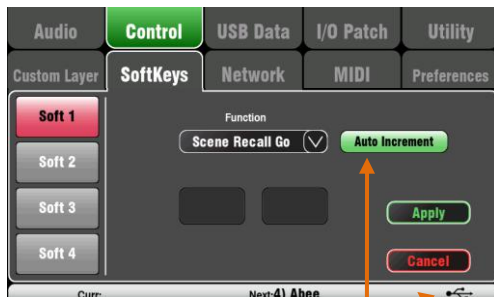 Audio Control USB Data I/O Patch Utility
Custom Layer SoftKeys Network MIDI Preferences
Soft 1
Function
Scene Recall Go Auto Increment
Soft 2
Soft 3 Apply
Soft 4 Cancel
Curr: Next:4) Abee